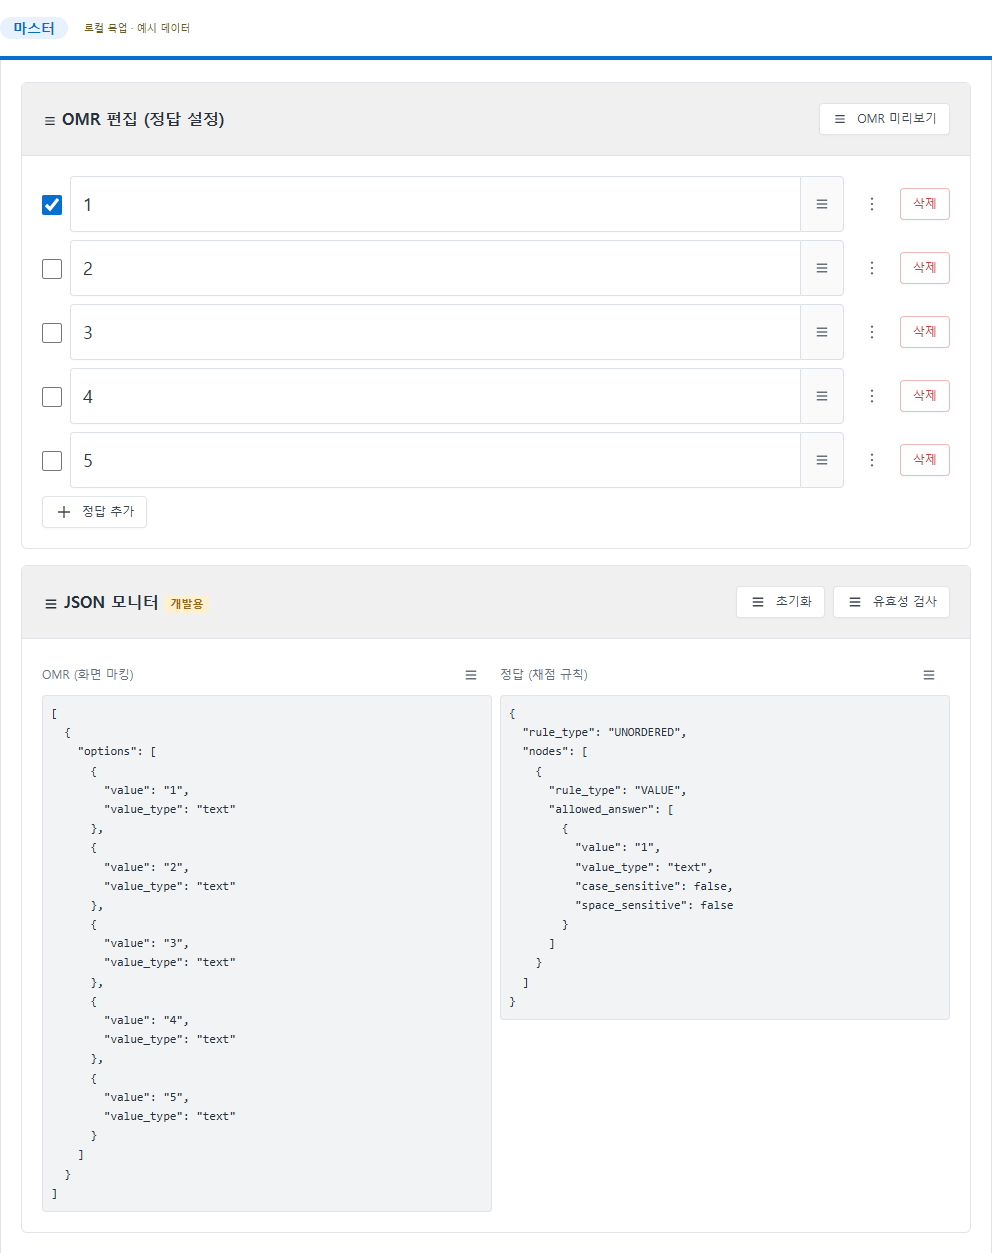 마스터
로컬 목업 · 예시 데이터
OMR 편집 (정답 설정)
OMR 미리보기
1
삭제
2
삭제
3
삭제
4
삭제
5
삭제
정답 추가
JSON 모니터 개발용
초기화
유효성 검사
OMR (화면 마킹)
[
  {
    "options": [
      {
        "value": "1",
        "value_type": "text"
      },
      {
        "value": "2",
        "value_type": "text"
      },
      {
        "value": "3",
        "value_type": "text"
      },
      {
        "value": "4",
        "value_type": "text"
      },
      {
        "value": "5",
        "value_type": "text"
      }
    ]
  }
]
정답 (채점 규칙)
{
  "rule_type": "UNORDERED",
  "nodes": [
    {
      "rule_type": "VALUE",
      "allowed_answer": [
        {
          "value": "1",
          "value_type": "text",
          "case_sensitive": false,
          "space_sensitive": false
        }
      ]
    }
  ]
}